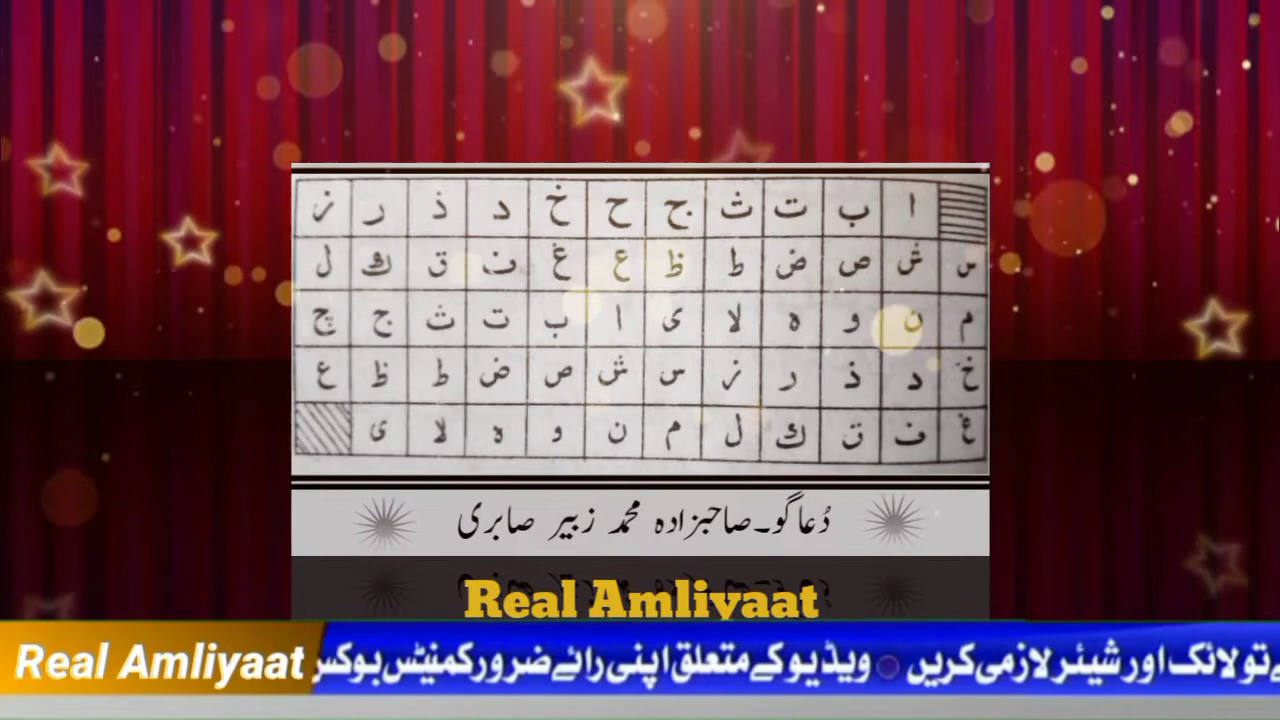 ا ب ت ث ج ح خ د ذ ر ز
س ش ص ض ط ظ ع غ ف ق ك ل
م ن و ه لا ی ا ب ت ث ج ح
خ د ذ ر ز س ش ص ض ط ظ ع
غ ف ق ك ل م ن و ه لا ی
دُعاگو۔صاحبزادہ محمد زبیر صابری
Real Amliyaat
Real Amliyaat
تو لائک اور شیئر لازمی کریں ویڈیو کے متعلق اپنی رائے ضرور کمنیٹس بوکس